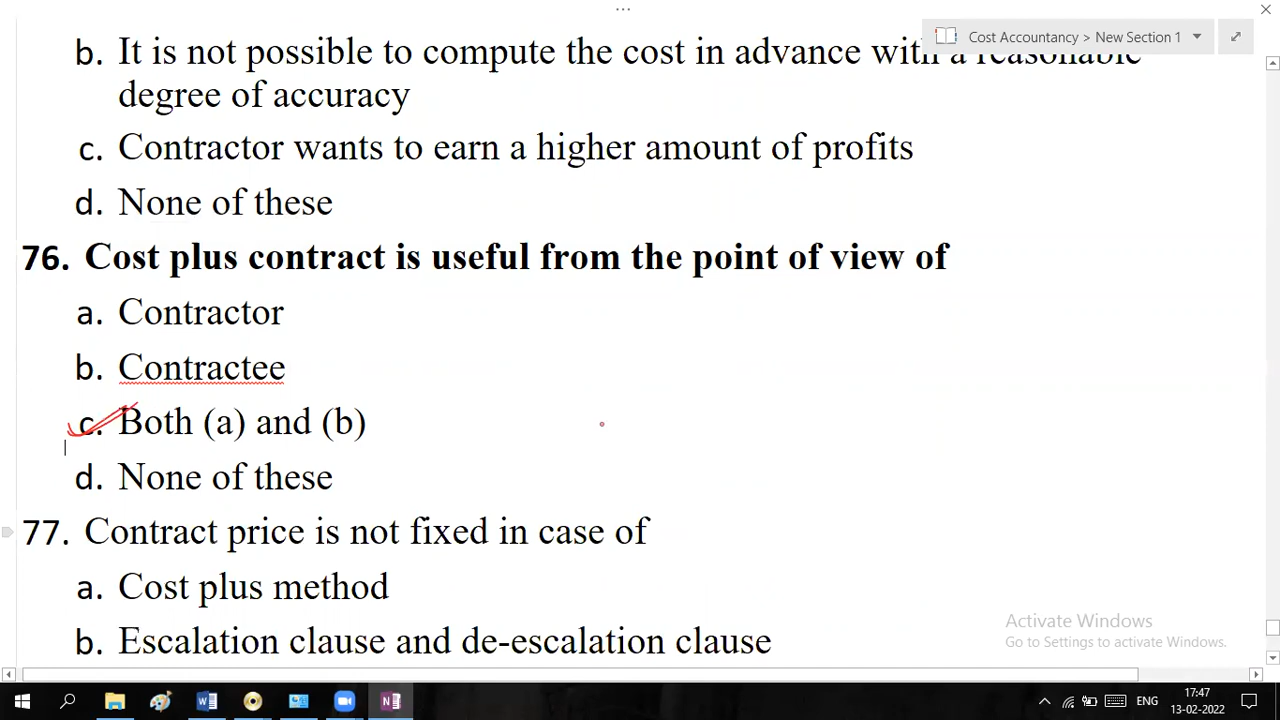 Cost Accountancy > New Section 1
b. It is not possible to compute the cost in advance with a reasonable
degree of accuracy
c. Contractor wants to earn a higher amount of profits
d. None of these
76. Cost plus contract is useful from the point of view of
a. Contractor
b. Contractee
c. Both (a) and (b)
d. None of these
77. Contract price is not fixed in case of
a. Cost plus method
b. Escalation clause and de-escalation clause
Activate Windows
Go to Settings to activate Windows.
ENG
17:47
13-02-2022